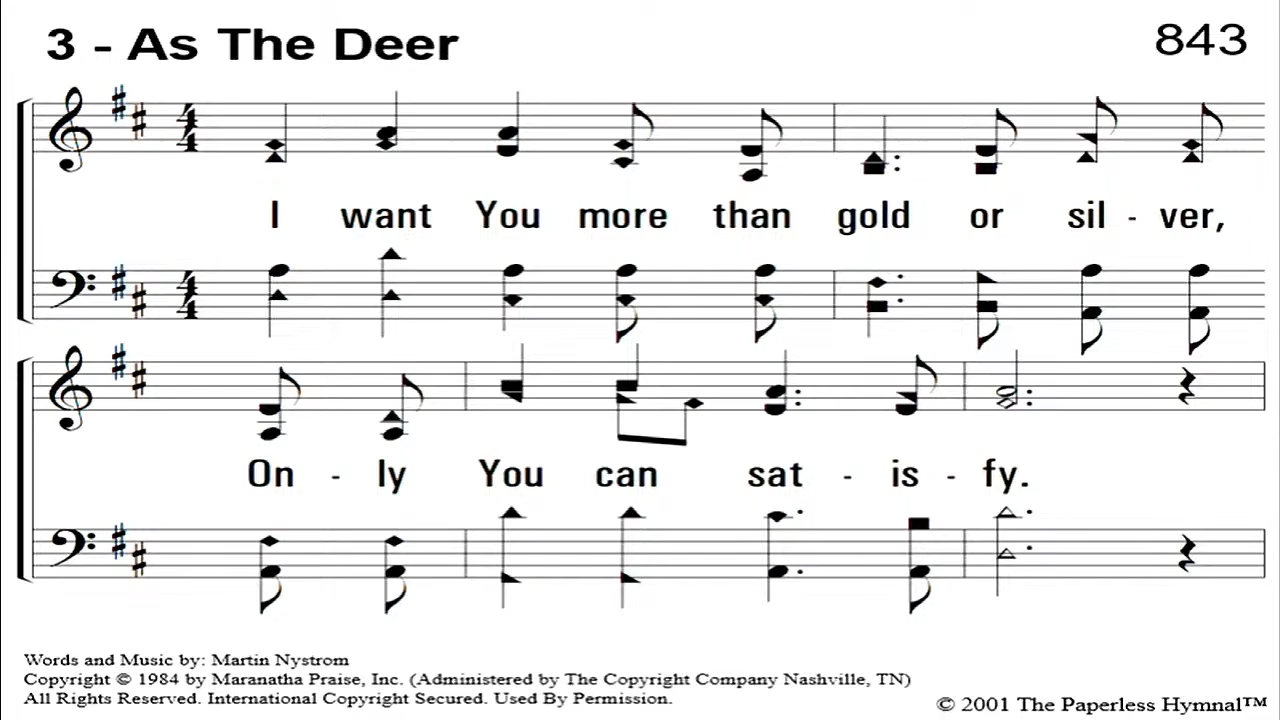 3 - As The Deer
843
I want You more than gold or sil - ver,
On - ly You can sat - is - fy.
Words and Music by: Martin Nystrom
Copyright © 1984 by Maranatha Praise, Inc. (Administered by The Copyright Company Nashville, TN)
All Rights Reserved. International Copyright Secured. Used By Permission.
© 2001 The Paperless Hymnal™